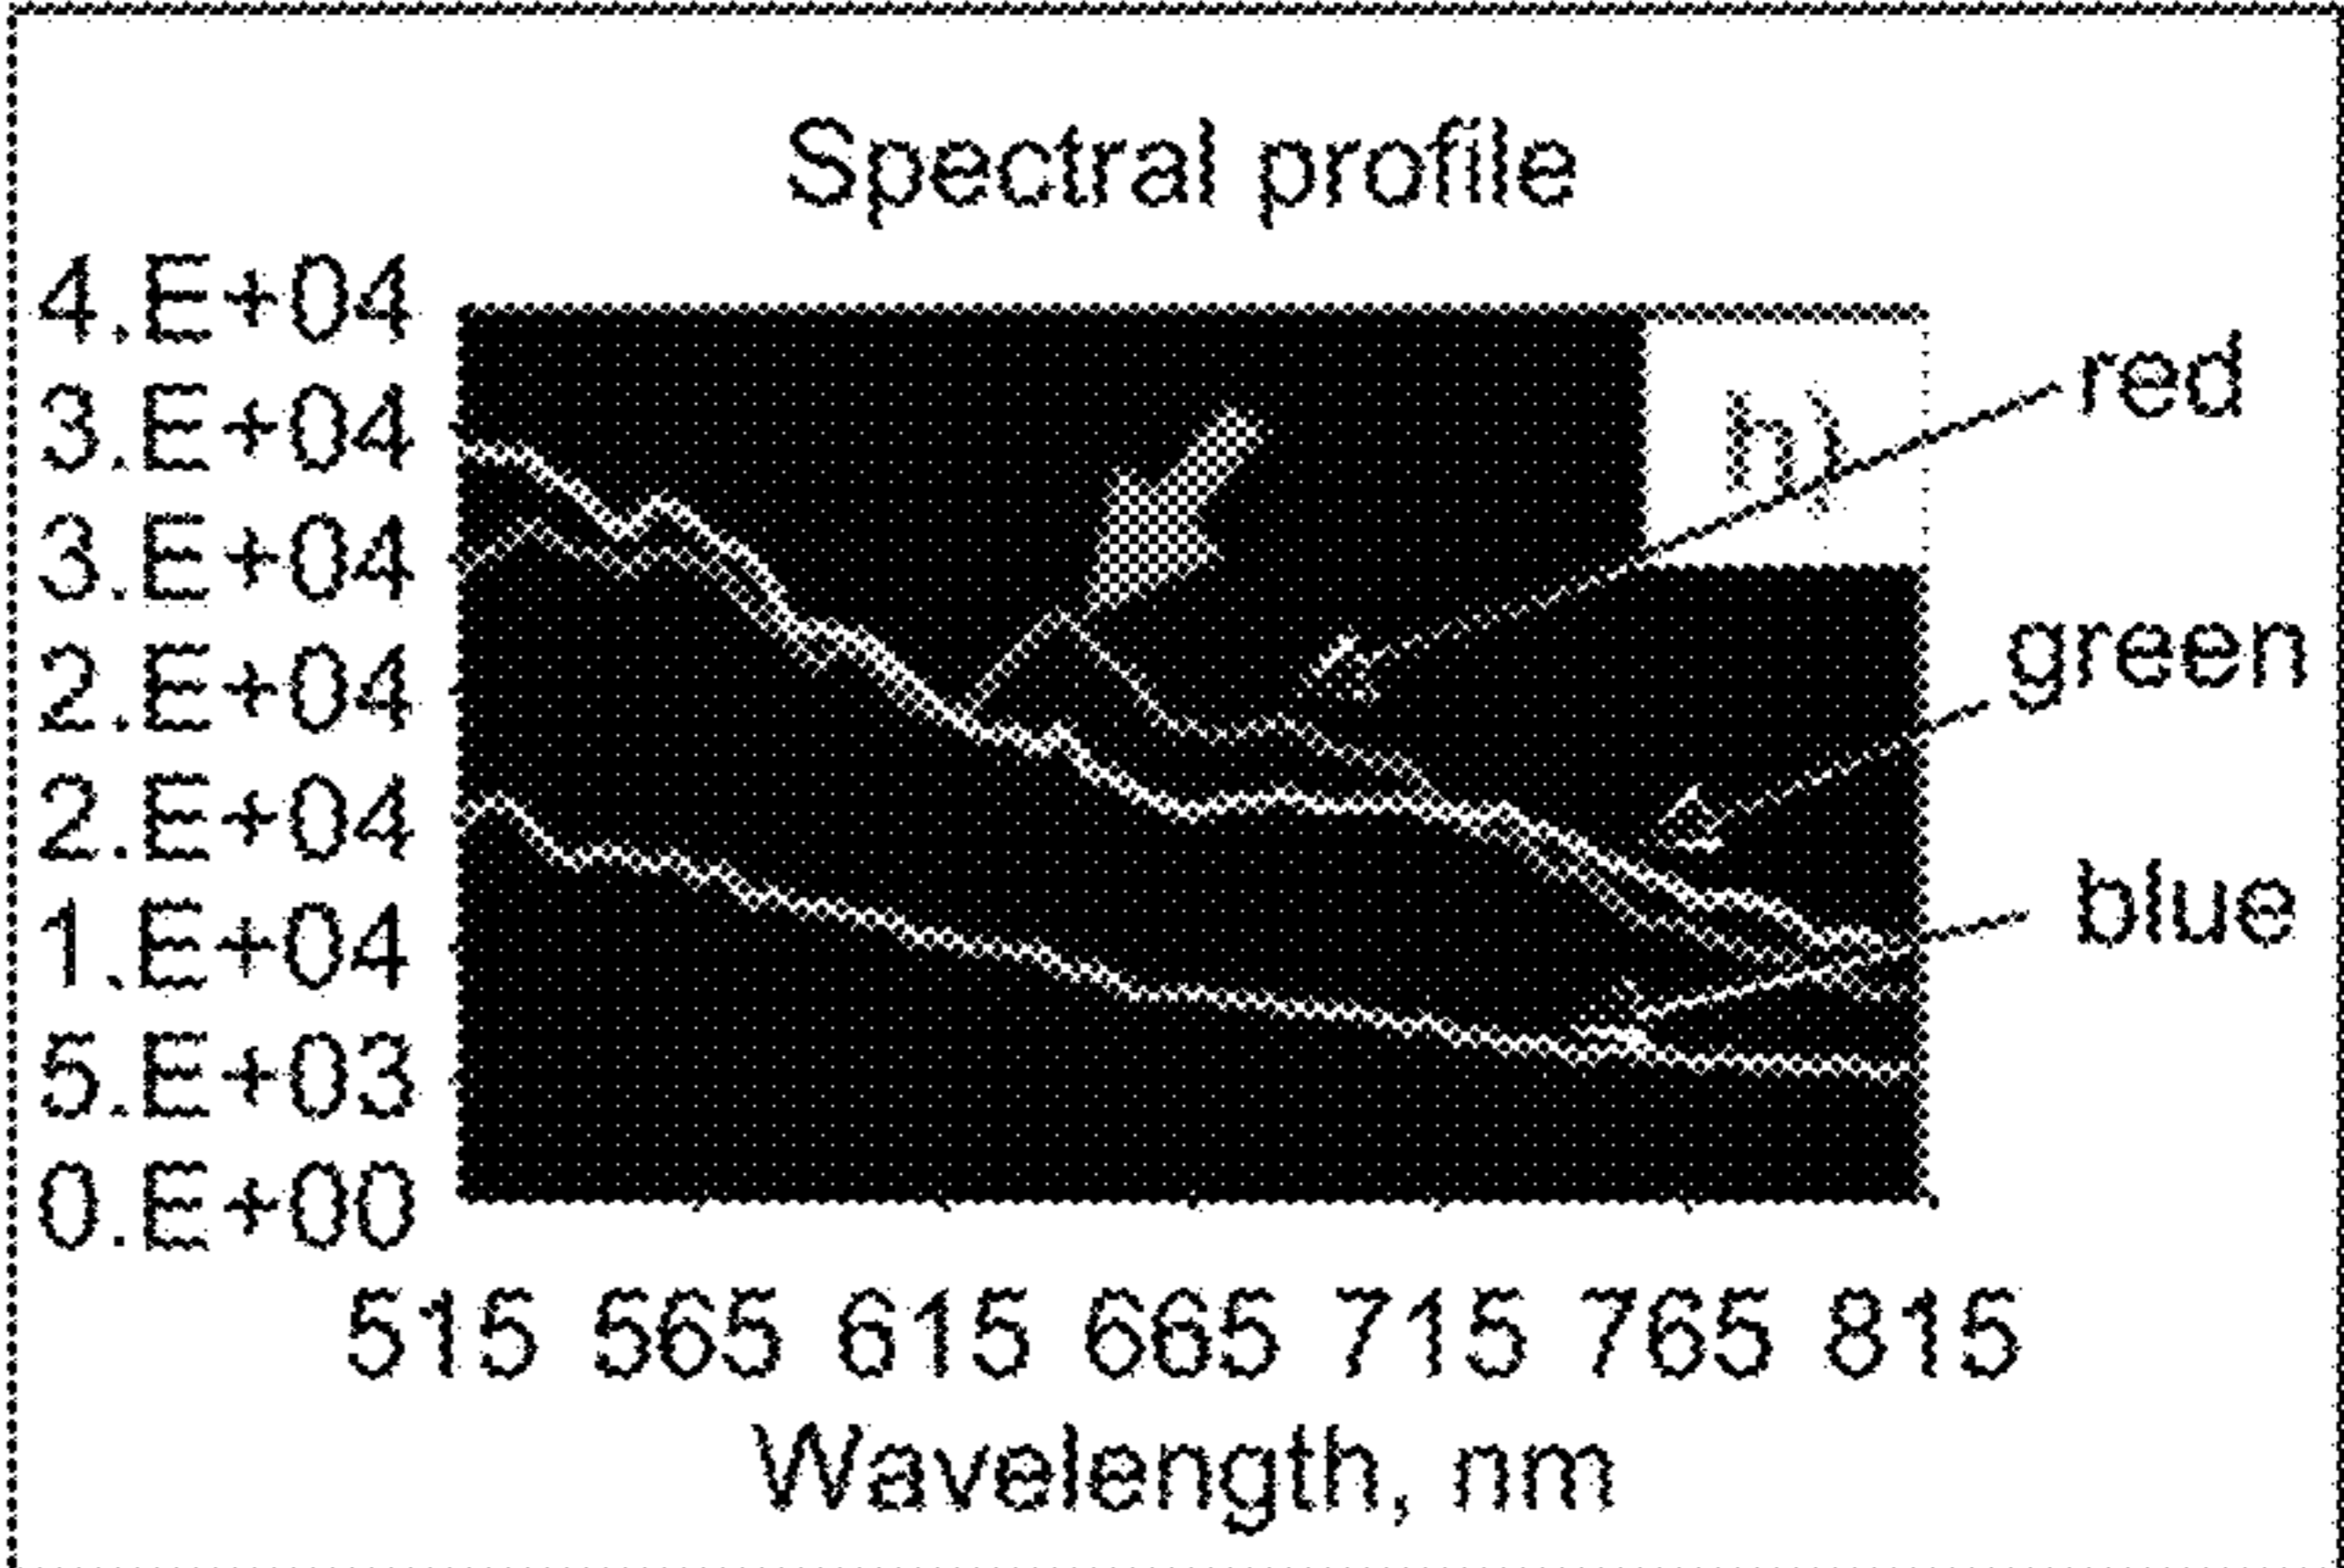 Spectral profile
4.E+04
3.E+04
3.E+04
2.E+04
2.E+04
1.E+04
5.E+03
0.E+00
h)
red
green
blue
515 565 615 665 715 765 815
Wavelength, nm